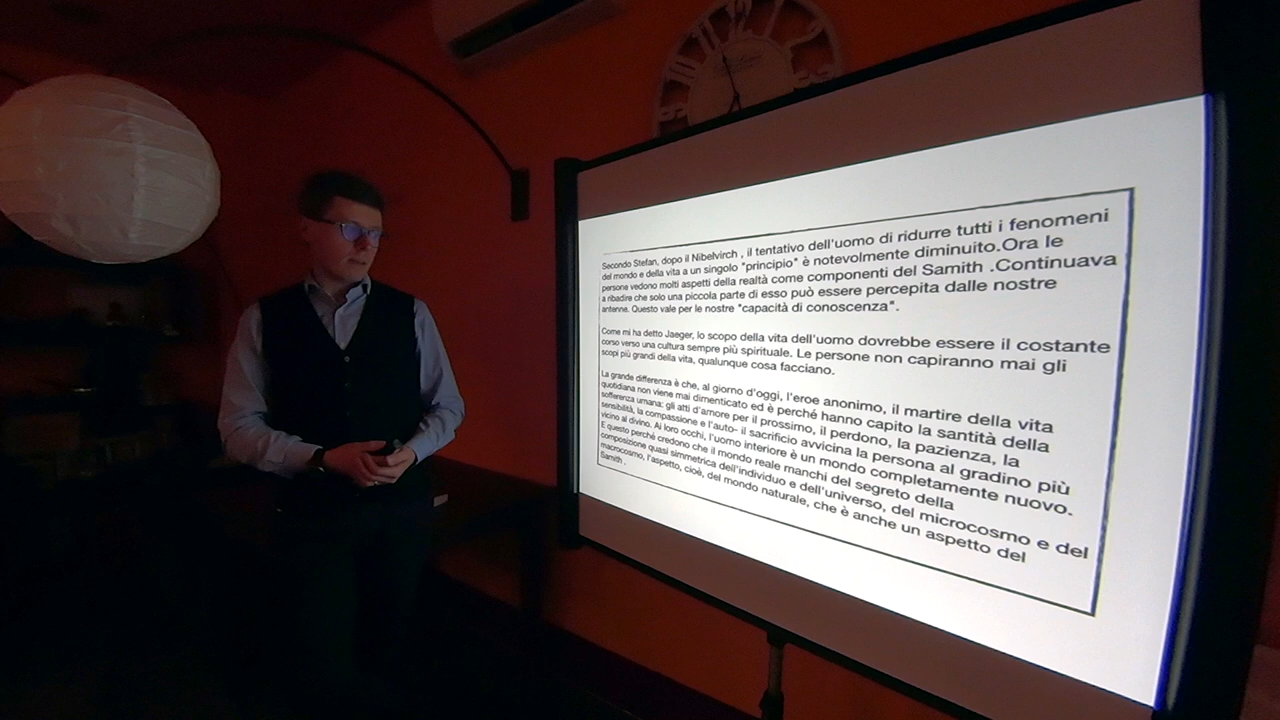 Secondo Stefan, dopo il Nibelvirch , il tentativo dell'uomo di ridurre tutti i fenomeni
del mondo e della vita a un singolo "principio" è notevolmente diminuito.Ora le
persone vedono molti aspetti della realtà come componenti del Samith .Continuava
a ribadire che solo una piccola parte di esso può essere percepita dalle nostre
antenne. Questo vale per le nostre "capacità di conoscenza".
Come mi ha detto Jaeger, lo scopo della vita dell'uomo dovrebbe essere il costante
corso verso una cultura sempre più spirituale. Le persone non capiranno mai gli
scopi più grandi della vita, qualunque cosa facciano.
La grande differenza è che, al giorno d'oggi, l'eroe anonimo, il martire della vita
quotidiana non viene mai dimenticato ed è perché hanno capito la santità della
sofferenza umana: gli atti d'amore per il prossimo, il perdono, la pazienza, la
sensibilità, la compassione e l'auto- il sacrificio avvicina la persona al gradino più
vicino al divino. Ai loro occhi, l'uomo interiore è un mondo completamente nuovo.
E questo perché credono che il mondo reale manchi del segreto della
composizione quasi simmetrica dell'individuo e dell'universo, del microcosmo e del
macrocosmo, l'aspetto, cioè, del mondo naturale, che è anche un aspetto del
Samith .